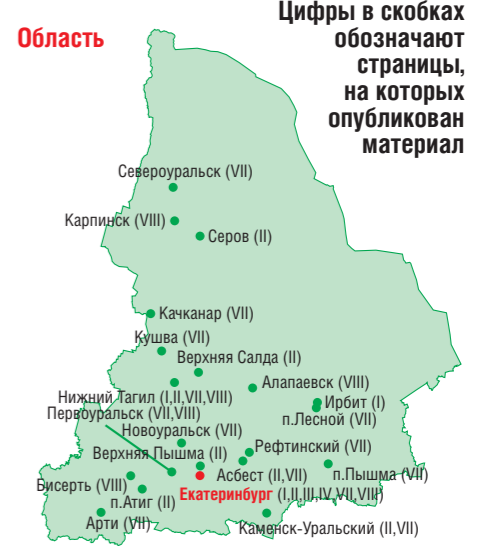 Область
Цифры в скобках
обозначают
страницы,
на которых
опубликован
материал
Североуральск (VII)
Карпинск (VIII)
Серов (II)
Качканар (VII)
Кушва (VII)
Верхняя Салда (II)
Алапаевск (VIII)
Нижний Тагил (I,II,VII,VIII)
Ирбит (I)
п.Лесной (VII)
Первоуральск (VII,VIII)
Новоуральск (VII)
Верхняя Пышма (II)
Рефтинский (VII)
Асбест (II,VII)
п.Пышма (VII)
Бисерть (VIII)
Екатеринбург (I,II,III,IV,VII,VIII)
п.Атиг (II)
Арти (VII)
Каменск-Уральский (II,VII)